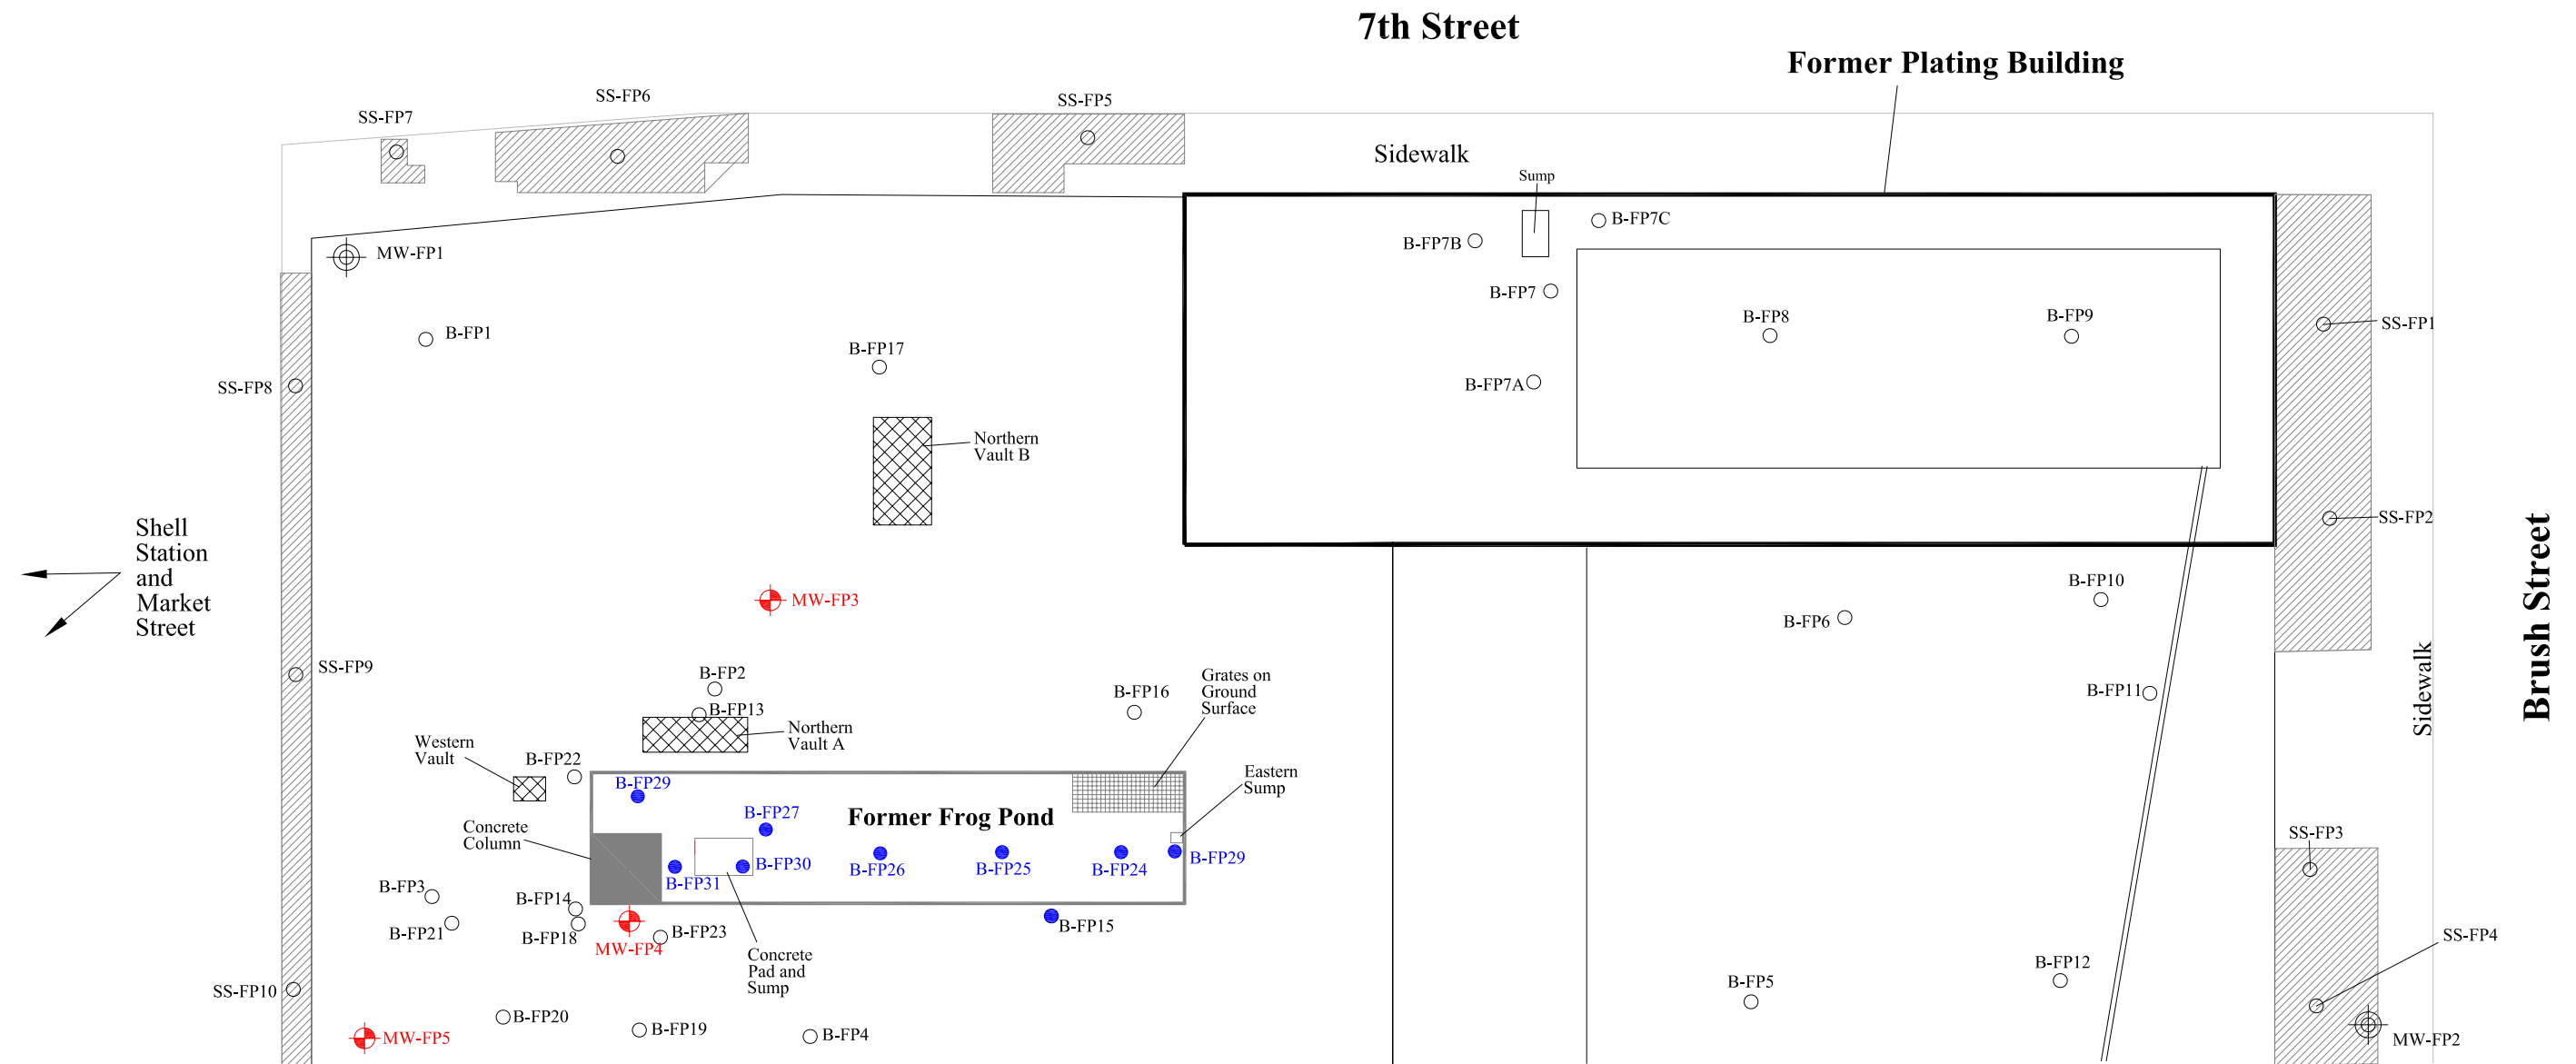 7th Street
Former Plating Building
SS-FP7
SS-FP6
SS-FP5
Sidewalk
Sump
B-FP7C
B-FP7B
MW-FP1
B-FP7
B-FP1
B-FP17
B-FP8
B-FP9
SS-FP1
SS-FP8
B-FP7A
Northern
Vault B
SS-FP2
Shell
Station
and
Market
Street
Brush Street
Sidewalk
MW-FP3
B-FP10
B-FP6
SS-FP9
B-FP2
B-FP13
B-FP16
Grates on
Ground
Surface
B-FP11
Northern
Vault A
Western
Vault
B-FP22
B-FP29
Eastern
Sump
B-FP27
Former Frog Pond
Concrete
Column
SS-FP3
B-FP30
B-FP31
B-FP26
B-FP25
B-FP24
B-FP29
B-FP3
B-FP14
B-FP21
B-FP18
MW-FP4
B-FP23
B-FP15
SS-FP4
Concrete
Pad and
Sump
B-FP12
B-FP5
SS-FP10
B-FP20
B-FP19
B-FP4
MW-FP5
MW-FP2